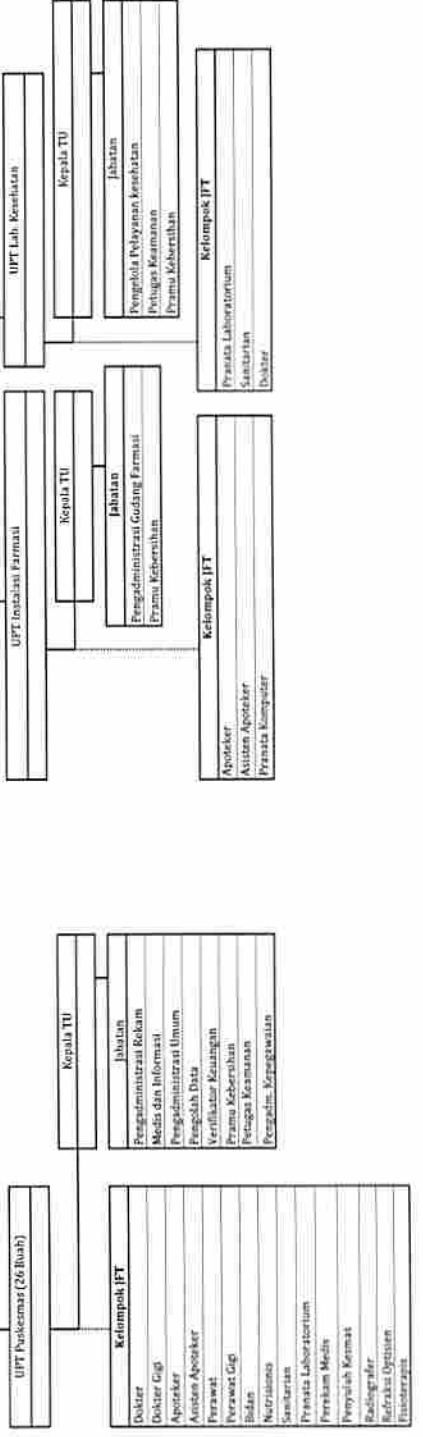 UPT Puskesmas (26 Buah)
Kepala TU
Jabatan
Pengadministrasi Rekam
Medis dan Informasi
Pengadministrasi Umum
Pengolah Data
Verifikator Keuangan
Pramu Kebersihan
Petugas Keamanan
Pengadm. Kepegawaian
Kelompok JFT
Dokter
Dokter Gigi
Apoteker
Asisten Apoteker
Perawat
Perawat Gigi
Bidan
Nutrisionis
Sanitarian
Pranata Laboratorium
Perekam Medis
Penyuluh Kesmat
Radiografer
Refraksi Optisien
Fisioterapis
UPT Instalasi Farmasi
Kepala TU
Jabatan
Pengadministrasi Gudang Farmasi
Pramu Kebersihan
Kelompok JFT
Apoteker
Asisten Apoteker
Pranata Komputer
UPT Lab. Kesehatan
Kepala TU
Jabatan
Pengelola Pelayanan kesehatan
Petugas Keamanan
Pramu Kebersihan
Kelompok JFT
Pranata Laboratorium
Sanitarian
Dokter